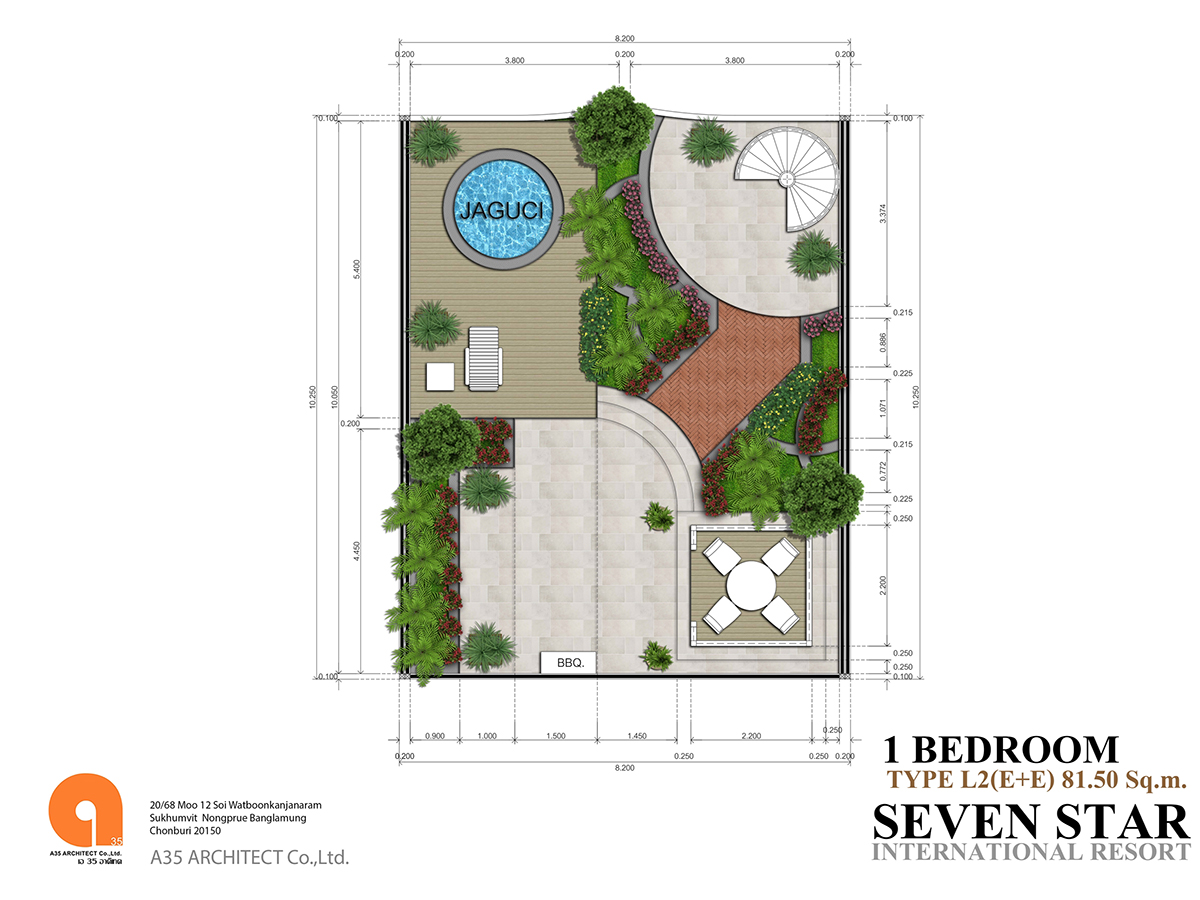 8.200
0.200 0.200 0.200
3.800 3.800
0.100 0.100
JAGUCI
3.374
5.400
0.215
0.886
0.225
10.250 10.050 1.071 10.250
0.200
0.215
0.772
0.225
0.250
4.450
2.200
0.250
BBQ.
0.250
0.100 0.100
0.250
0.900 1.000 1.500 1.450 2.200
0.200 0.250 0.250 0.200
8.200
1 BEDROOM
TYPE L2(E+E) 81.50 Sq.m.
SEVEN STAR
INTERNATIONAL RESORT
35
A35 ARCHITECT Co.,Ltd.
เอ 35 อาคิเทค
20/68 Moo 12 Soi Watboonkanjanaram
Sukhumvit Nongprue Banglamung
Chonburi 20150
A35 ARCHITECT Co.,Ltd.